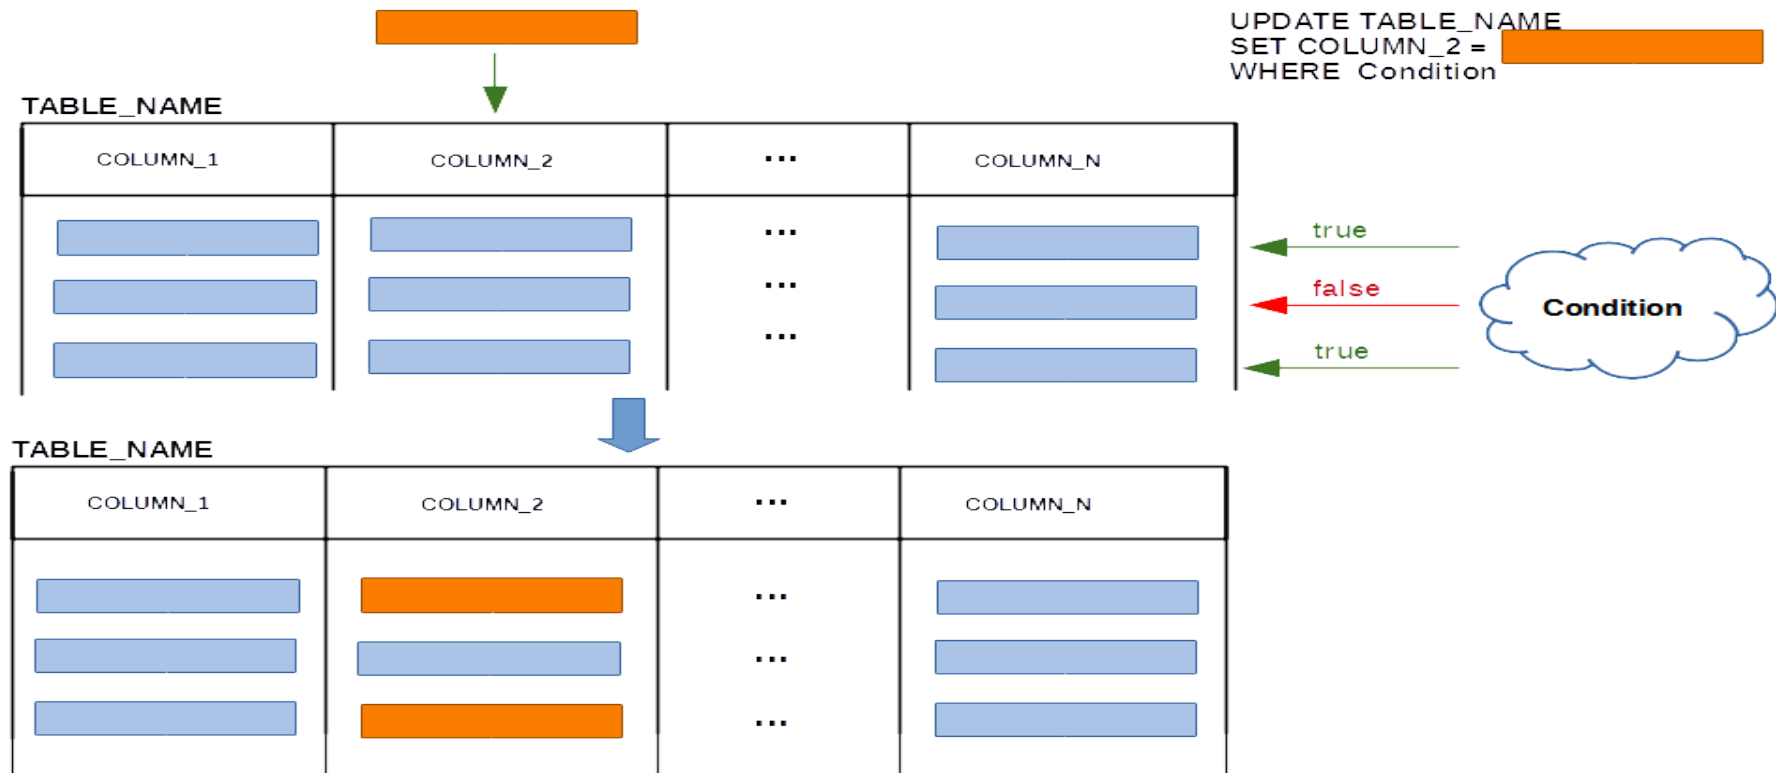 UPDATE TABLE_NAME
SET COLUMN_2 =
WHERE Condition
TABLE_NAME
COLUMN_1 COLUMN_2 ... COLUMN_N
...
...
...
true
false
true
Condition
TABLE_NAME
COLUMN_1 COLUMN_2 ... COLUMN_N
...
...
...